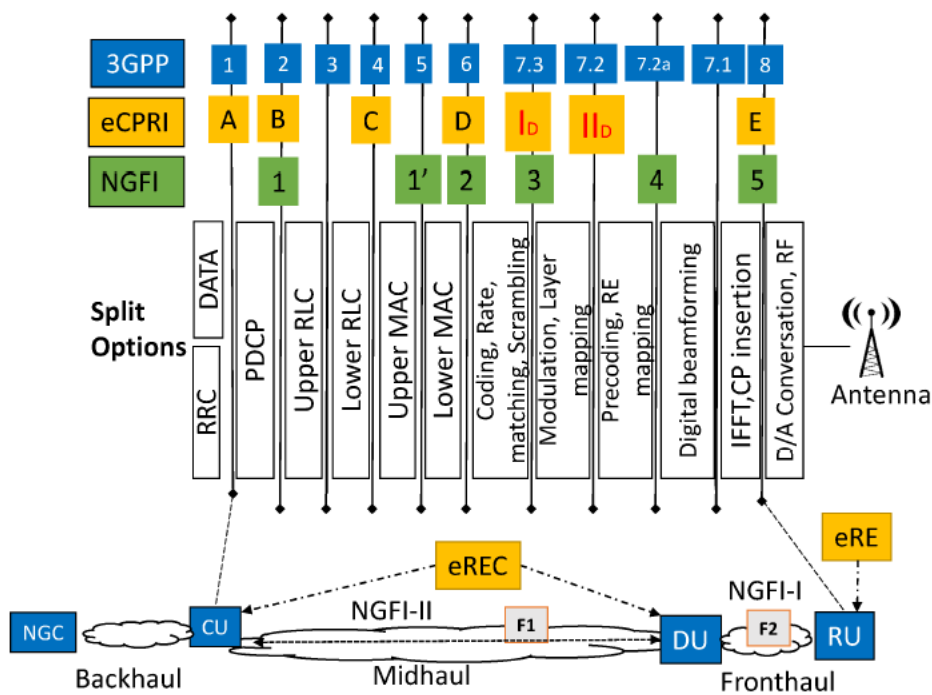 3GPP 1 2 3 4 5 6 7.3 7.2 7.2a 7.1 8
eCPRI A B C D I_D II_D E
NGFI 1 1' 2 3 4 5
Split
Options
DATA
RRC
PDCP
Upper RLC
Lower RLC
Upper MAC
Lower MAC
Coding, Rate,
matching, Scrambling
Modulation, Layer
mapping
Precoding, RE
mapping
Digital beamforming
IFFT,CP insertion
D/A Conversation, RF
Antenna
eREC
eRE
NGFI-II
NGFI-I
NGC
CU
F1
DU
F2
RU
Backhaul
Midhaul
Fronthaul